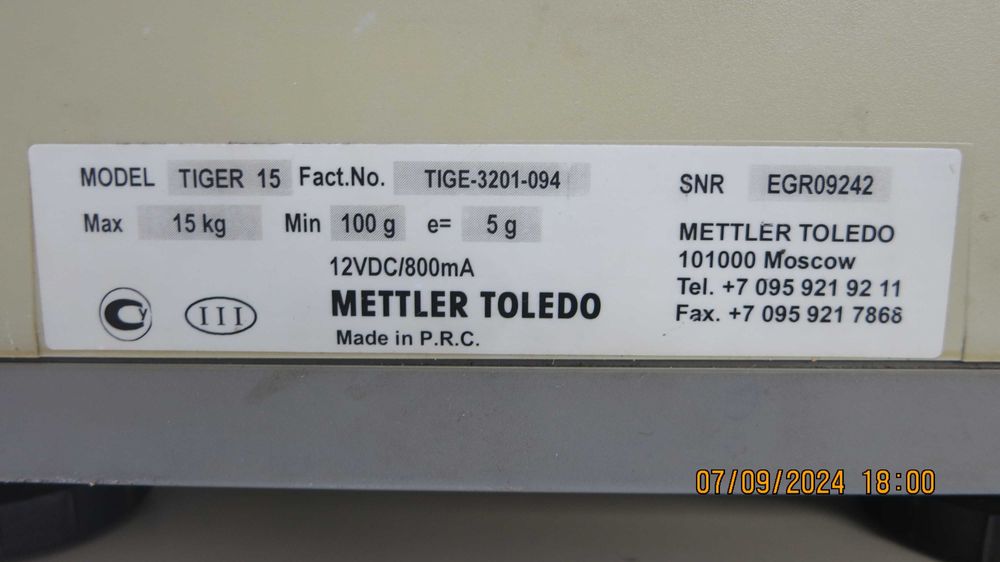 MODEL TIGER 15 Fact.No. TIGE-3201-094 SNR EGR09242
Max 15 kg Min 100 g e= 5 g
12VDC/800mA
METTLER TOLEDO
Made in P.R.C.
III
METTLER TOLEDO
101000 Moscow
Tel. +7 095 921 92 11
Fax. +7 095 921 7868
07/09/2024 18:00